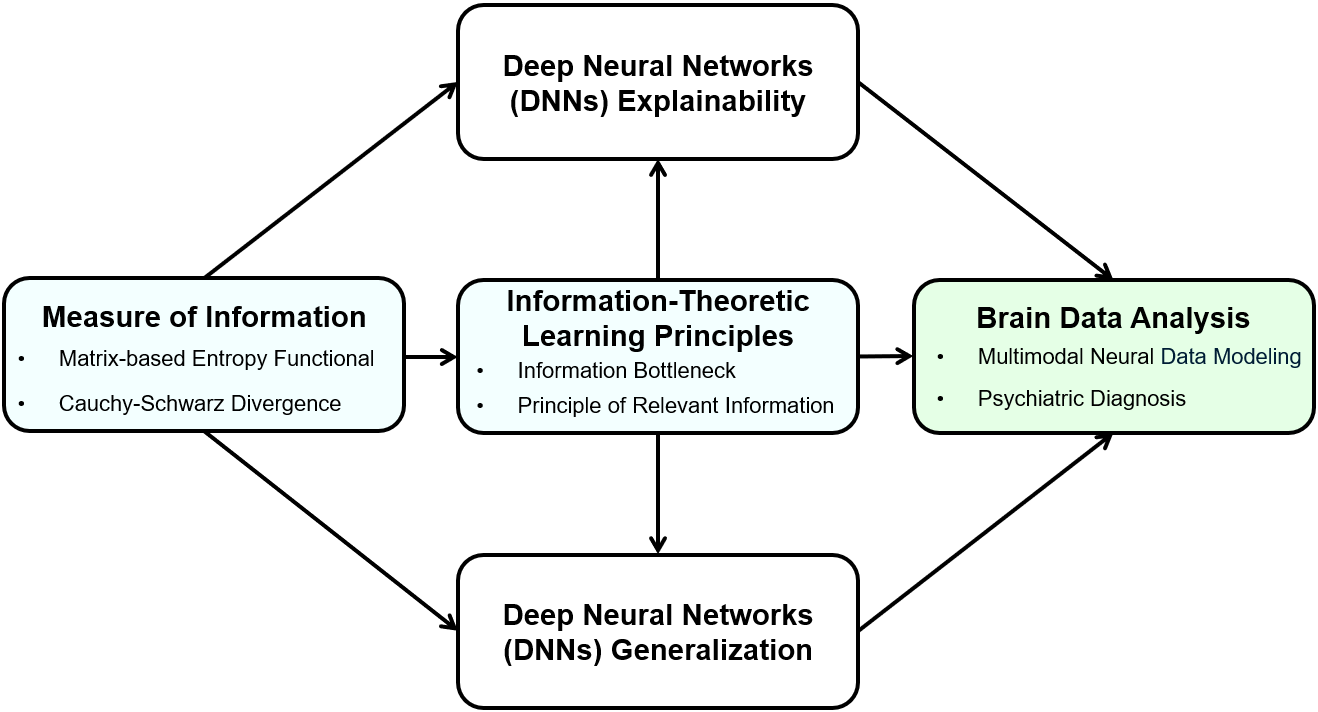 Deep Neural Networks
(DNNs) Explainability
Measure of Information
• Matrix-based Entropy Functional
• Cauchy-Schwarz Divergence
Information-Theoretic
Learning Principles
• Information Bottleneck
• Principle of Relevant Information
Brain Data Analysis
• Multimodal Neural Data Modeling
• Psychiatric Diagnosis
Deep Neural Networks
(DNNs) Generalization